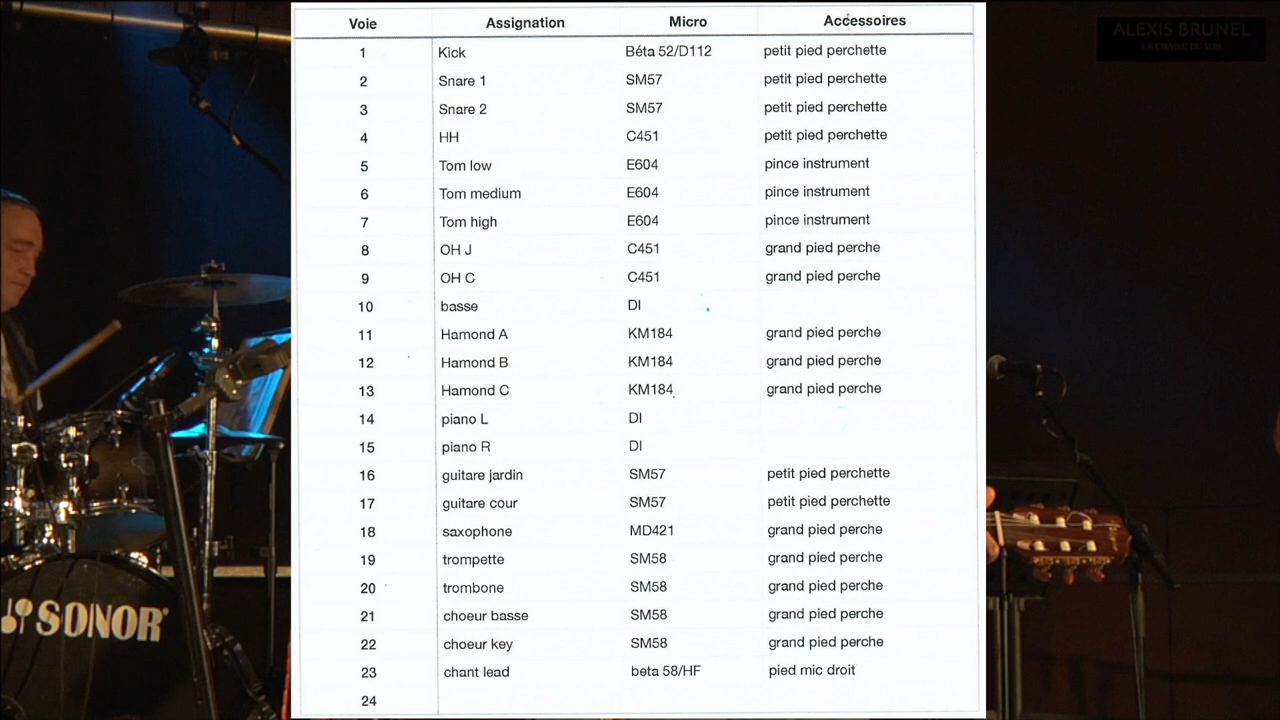 Voie Assignation Micro Accessoires
1 Kick Béta 52/D112 petit pied perchette
2 Snare 1 SM57 petit pied perchette
3 Snare 2 SM57 petit pied perchette
4 HH C451 petit pied perchette
5 Tom low E604 pince instrument
6 Tom medium E604 pince instrument
7 Tom high E604 pince instrument
8 OH J C451 grand pied perche
9 OH C C451 grand pied perche
10 basse DI
11 Hamond A KM184 grand pied perche
12 Hamond B KM184 grand pied perche
13 Hamond C KM184 grand pied perche
14 piano L DI
15 piano R DI
16 guitare jardin SM57 petit pied perchette
17 guitare cour SM57 petit pied perchette
18 saxophone MD421 grand pied perche
19 trompette SM58 grand pied perche
20 trombone SM58 grand pied perche
21 choeur basse SM58 grand pied perche
22 choeur key SM58 grand pied perche
23 chant lead beta 58/HF pied mic droit
24
ALEXIS BRUNEL
LA CHAINE DU SON
SONOR